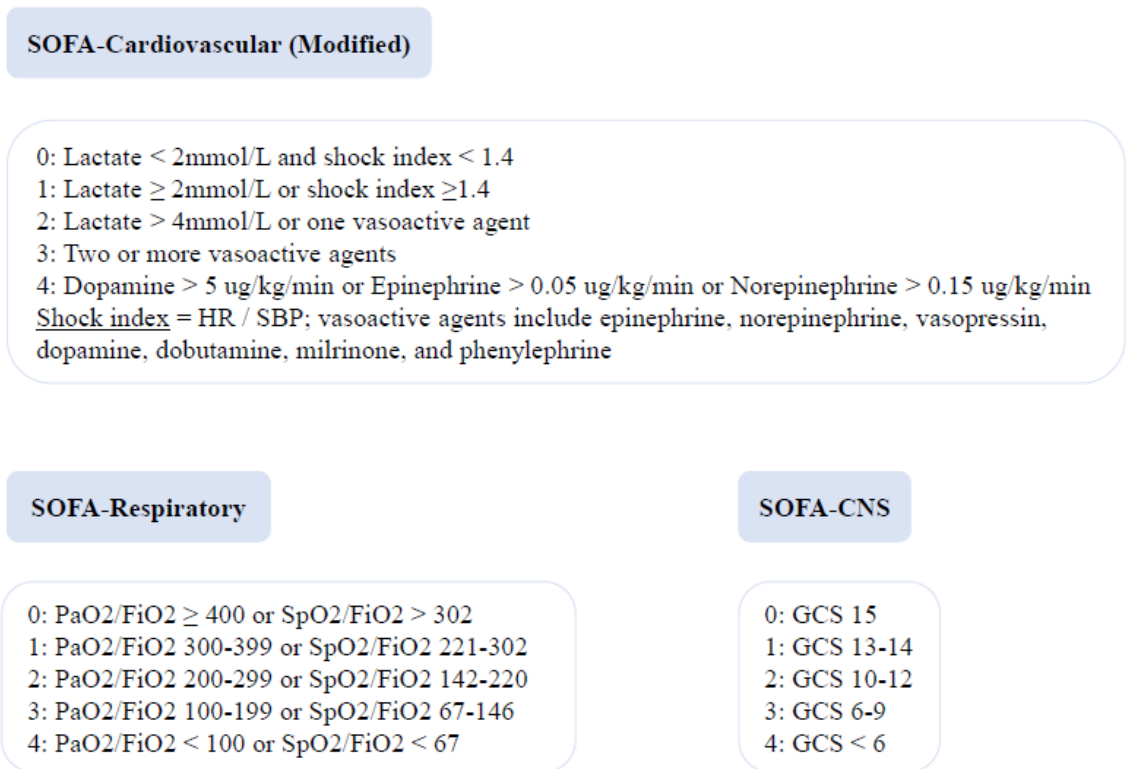 SOFA-Cardiovascular (Modified)
0: Lactate < 2mmol/L and shock index < 1.4
1: Lactate ≥ 2mmol/L or shock index ≥1.4
2: Lactate > 4mmol/L or one vasoactive agent
3: Two or more vasoactive agents
4: Dopamine > 5 ug/kg/min or Epinephrine > 0.05 ug/kg/min or Norepinephrine > 0.15 ug/kg/min
Shock index = HR / SBP; vasoactive agents include epinephrine, norepinephrine, vasopressin,
dopamine, dobutamine, milrinone, and phenylephrine
SOFA-Respiratory
0: PaO2/FiO2 ≥ 400 or SpO2/FiO2 > 302
1: PaO2/FiO2 300-399 or SpO2/FiO2 221-302
2: PaO2/FiO2 200-299 or SpO2/FiO2 142-220
3: PaO2/FiO2 100-199 or SpO2/FiO2 67-146
4: PaO2/FiO2 < 100 or SpO2/FiO2 < 67
SOFA-CNS
0: GCS 15
1: GCS 13-14
2: GCS 10-12
3: GCS 6-9
4: GCS < 6